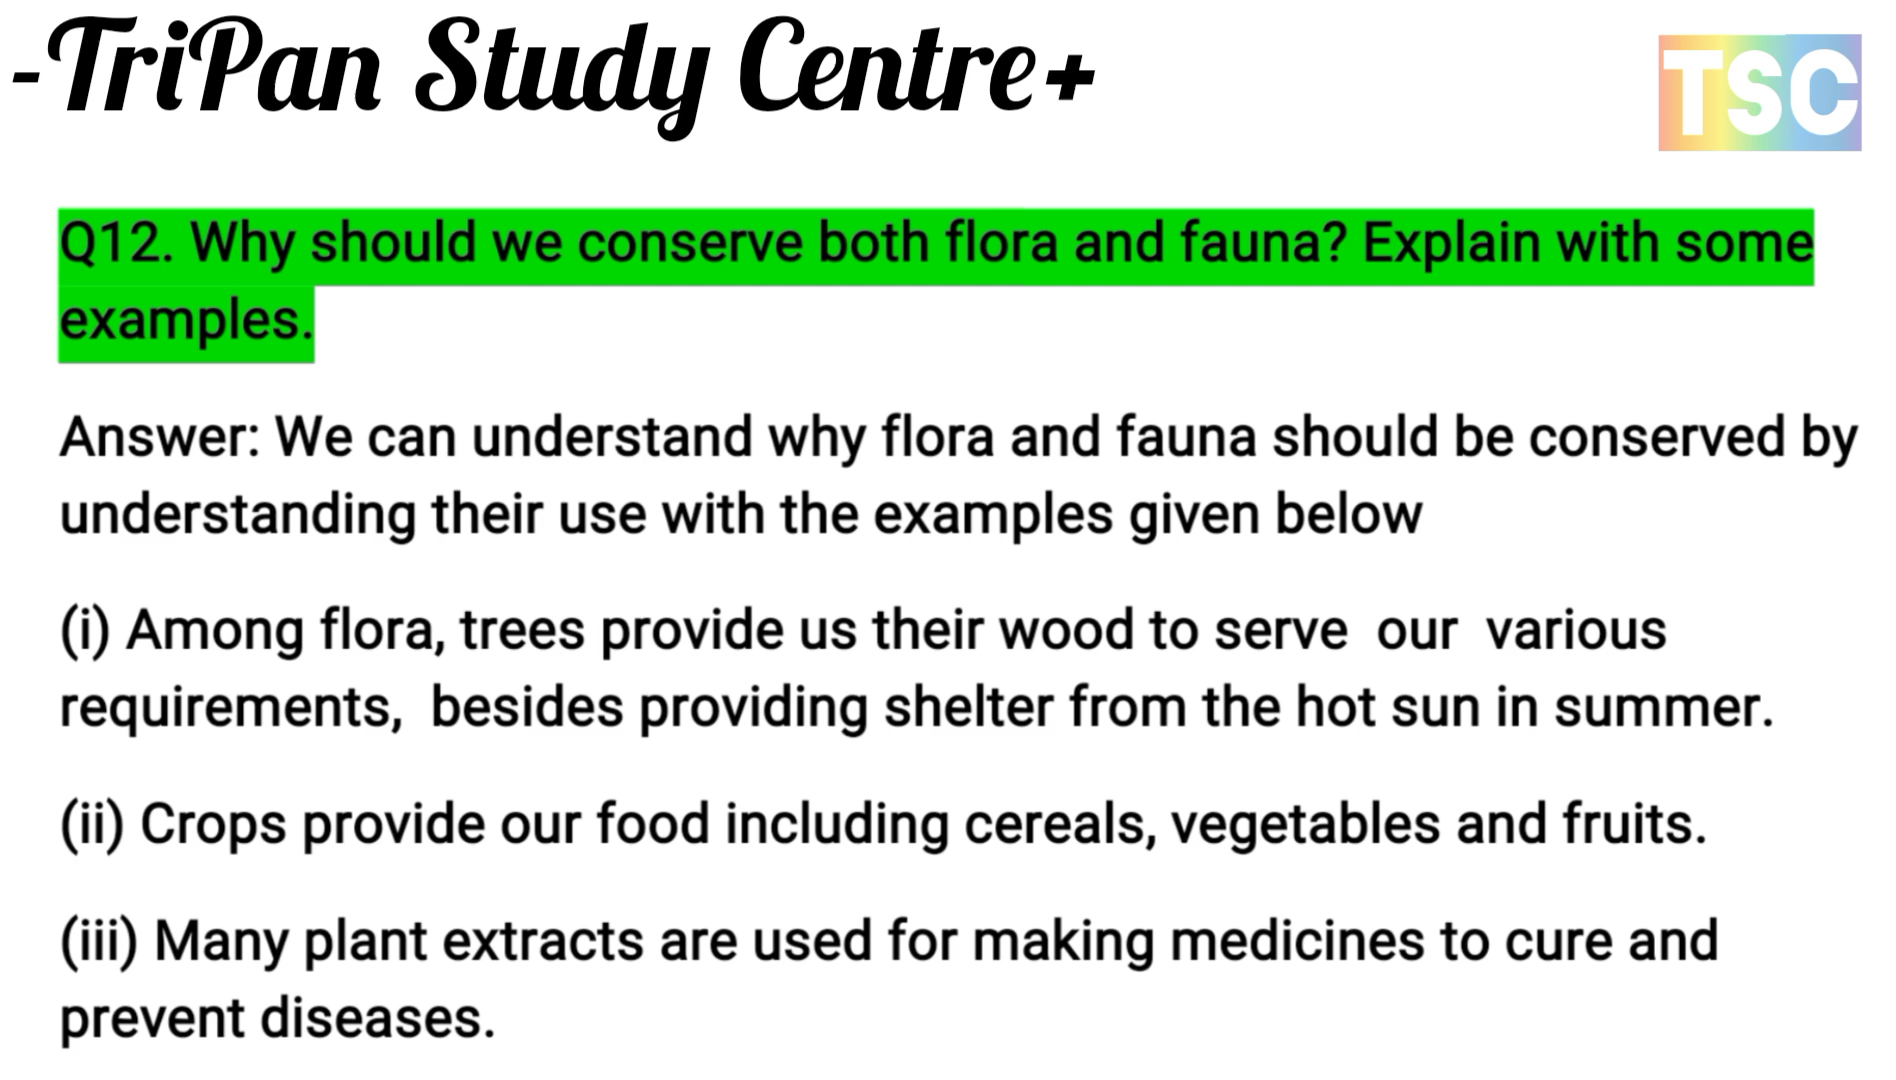 -TriPan Study Centre+
TSC
Q12. Why should we conserve both flora and fauna? Explain with some
examples.
Answer: We can understand why flora and fauna should be conserved by
understanding their use with the examples given below
(i) Among flora, trees provide us their wood to serve  our  various
requirements,  besides providing shelter from the hot sun in summer.
(ii) Crops provide our food including cereals, vegetables and fruits.
(iii) Many plant extracts are used for making medicines to cure and
prevent diseases.